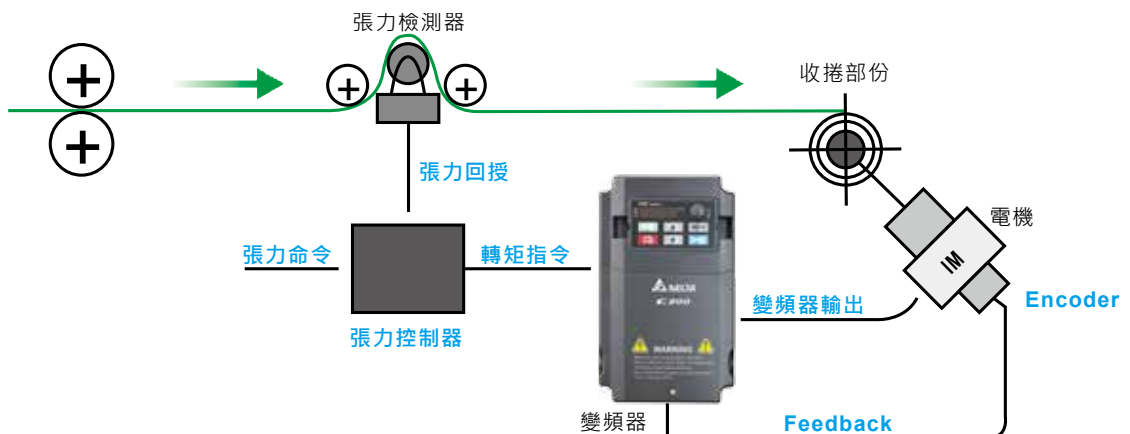 張力檢測器
收捲部份
張力回授
電機
IM
張力命令
轉矩指令
Encoder
變頻器輸出
張力控制器
DELTA
C200
WARNING
變頻器
Feedback